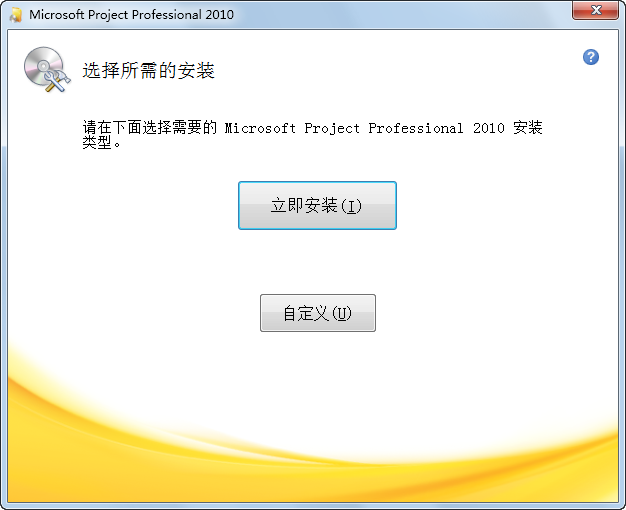 Microsoft Project Professional 2010
选择所需的安装
请在下面选择需要的 Microsoft Project Professional 2010 安装
类型。
立即安装(I)
自定义(U)